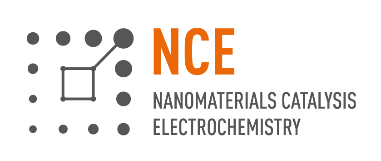 NCE
NANOMATERIALS CATALYSIS
ELECTROCHEMISTRY